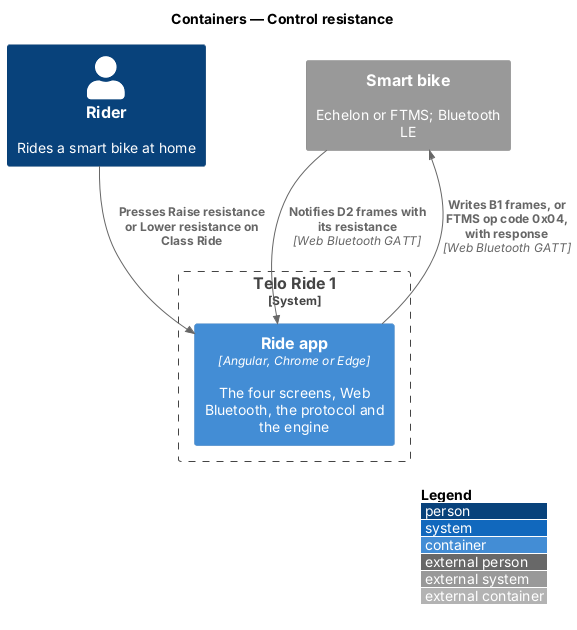 Containers — Control resistance
Rider
Rides a smart bike at home
Smart bike
Echelon or FTMS; Bluetooth
LE
Presses Raise resistance
or Lower resistance on
Class Ride
Notifies D2 frames with
its resistance
[Web Bluetooth GATT]
Writes B1 frames, or
FTMS op code 0x04,
with response
[Web Bluetooth GATT]
Telo Ride 1
[System]
Ride app
[Angular, Chrome or Edge]
The four screens, Web
Bluetooth, the protocol and
the engine
Legend
person
system
container
external person
external system
external container